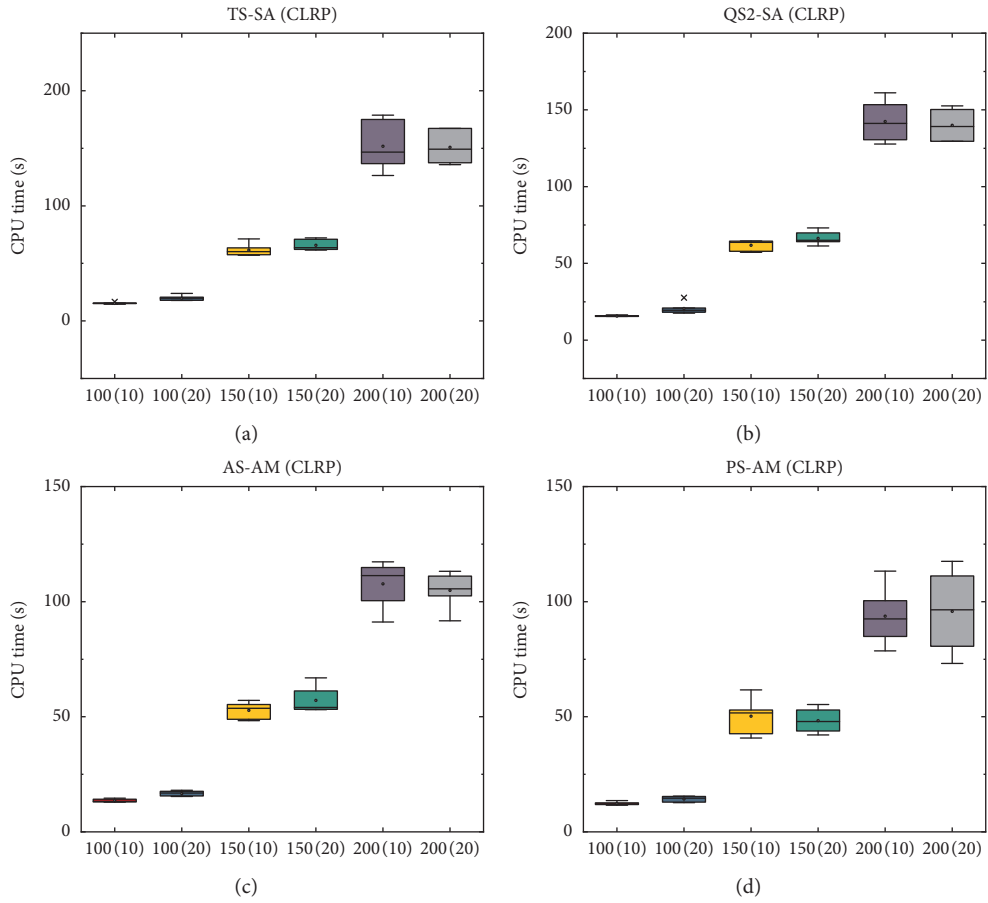 TS-SA (CLRP)
200
100
0
CPU time (s)
100 (10) 100 (20) 150 (10) 150 (20) 200 (10) 200 (20)
(a)
QS2-SA (CLRP)
200
150
100
50
0
CPU time (s)
100 (10) 100 (20) 150 (10) 150 (20) 200 (10) 200 (20)
(b)
AS-AM (CLRP)
150
100
50
0
CPU time (s)
100 (10) 100 (20) 150 (10) 150 (20) 200 (10) 200 (20)
(c)
PS-AM (CLRP)
150
100
50
0
CPU time (s)
100 (10) 100 (20) 150 (10) 150 (20) 200 (10) 200 (20)
(d)